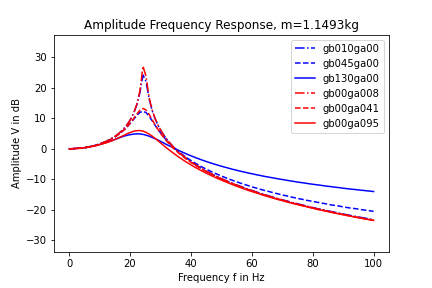 Amplitude Frequency Response, m=1.1493kg
gb010ga00
gb045ga00
gb130ga00
gb00ga008
gb00ga041
gb00ga095
Amplitude V in dB
30
20
10
0
−10
−20
−30
0
20
40
60
80
100
Frequency f in Hz